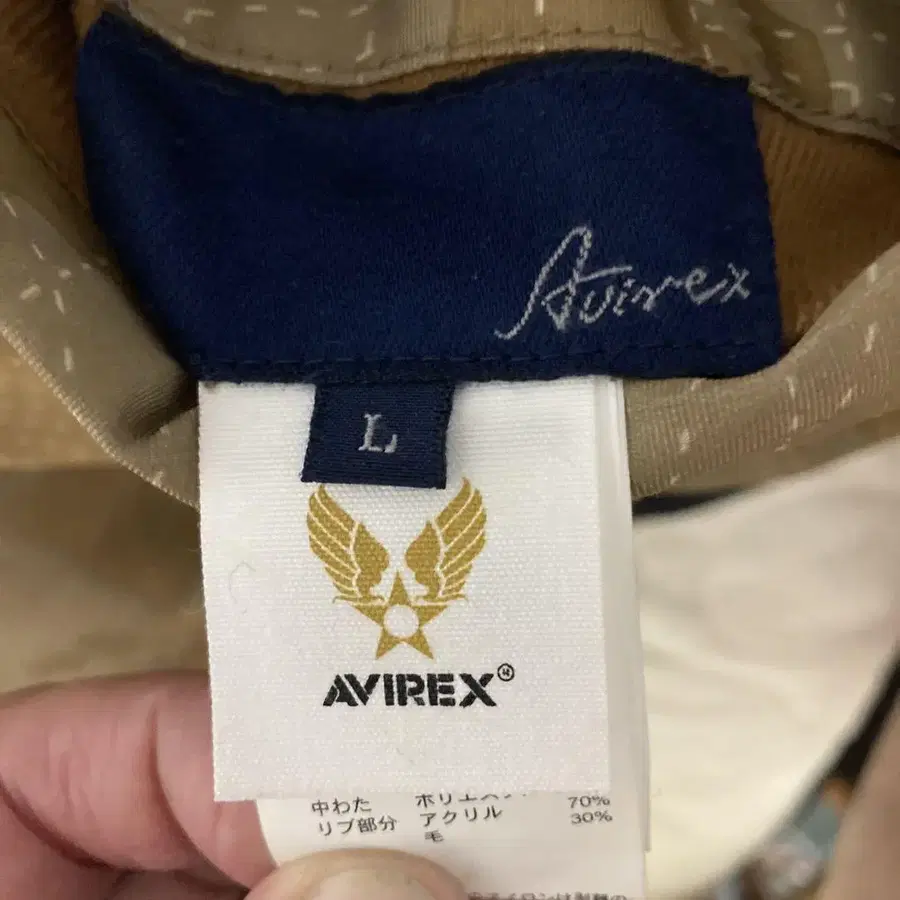 Avirex
L
AVIREX®
中わた ポリエステル
リブ部分 アクリル 70%
毛 30%